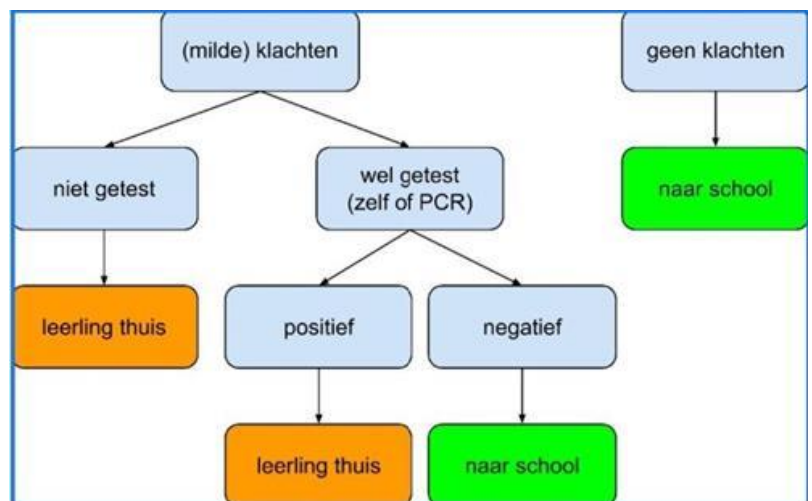 (milde) klachten
geen klachten
niet getest
wel getest
(zelf of PCR)
naar school
leerling thuis
positief
negatief
leerling thuis
naar school